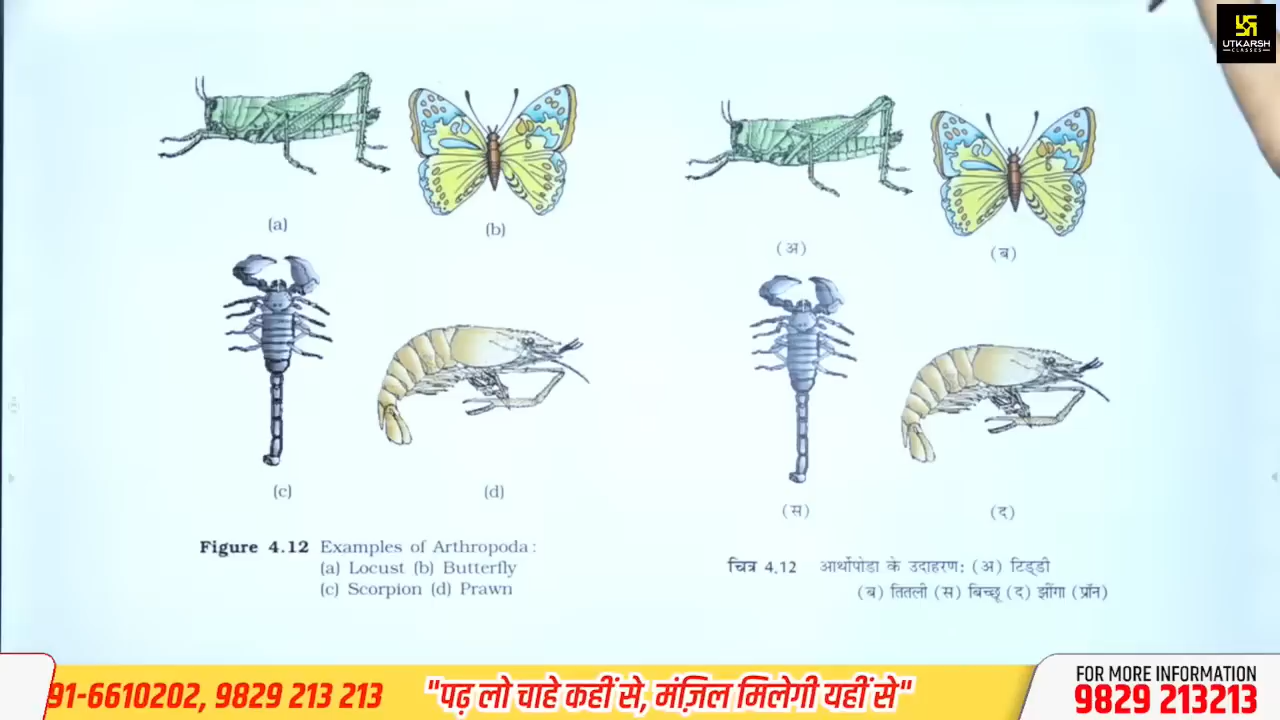 UTKARSH
CLASSES
(a)
(b)
(c)
(d)
Figure 4.12 Examples of Arthropoda :
(a) Locust (b) Butterfly
(c) Scorpion (d) Prawn
(अ)
(ब)
(स)
(द)
चित्र 4.12 आर्थोपोडा के उदाहरण: (अ) टिड्डी
(ब) तितली (स) बिच्छू (द) झींगा (प्रॉन)
91-6610202, 9829 213 213
"पढ़ लो चाहे कहीं से, मंज़िल मिलेगी यहीं से"
FOR MORE INFORMATION
9829 213213